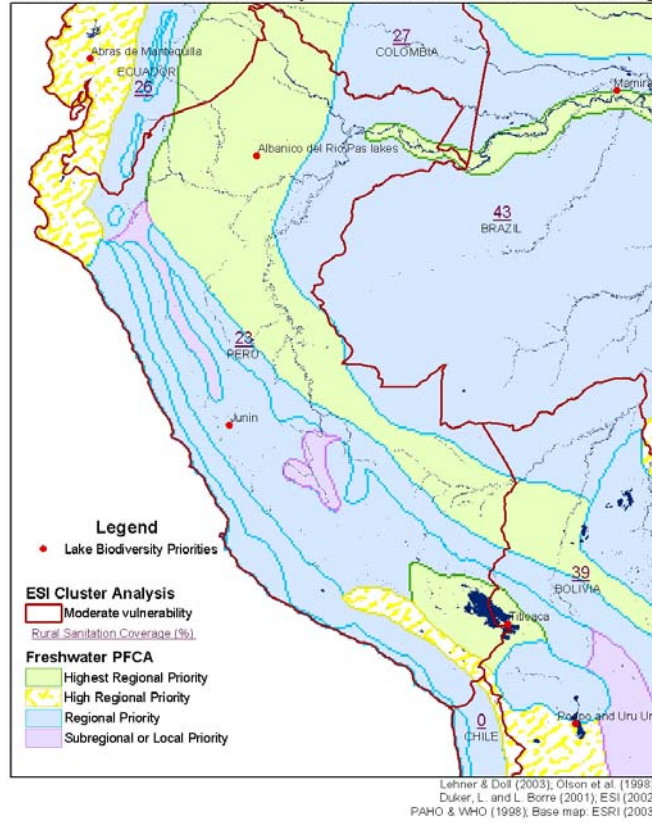 27
COLOMBIA
Abras de Mantequilla
ECUADOR
26
Mamira
Albanico del Rio Pas lakes
43
BRAZIL
23
PERU
Junin
Legend
Lake Biodiversity Priorities
ESI Cluster Analysis
Moderate vulnerability
Rural Sanitation Coverage (%)
Freshwater PFCA
Highest Regional Priority
High Regional Priority
Regional Priority
Subregional or Local Priority
39
BOLIVIA
Titicaca
0
CHILE
Poopo and Uru Ur
Lehner & Doll (2003); Olson et al. (1998)
Duker, L. and L. Borre (2001); ESI (2002
PAHO & WHO (1998); Base map: ESRI (2003